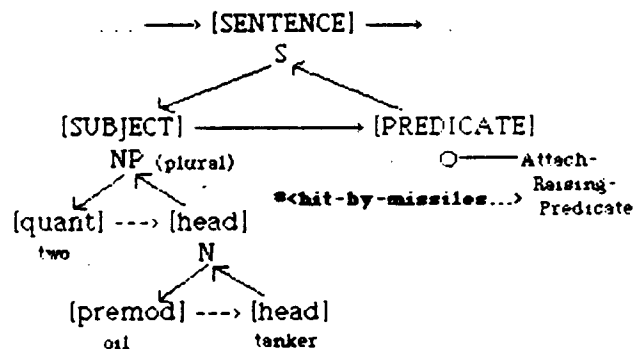 ... [SENTENCE] .
S
[SUBJECT] [PREDICATE]
NP (plural) Attach-
Raising-
#<hit-by-missiles...> Predicate
[quant] ---> [head]
two N
[premod] ---> [head]
oil tanker